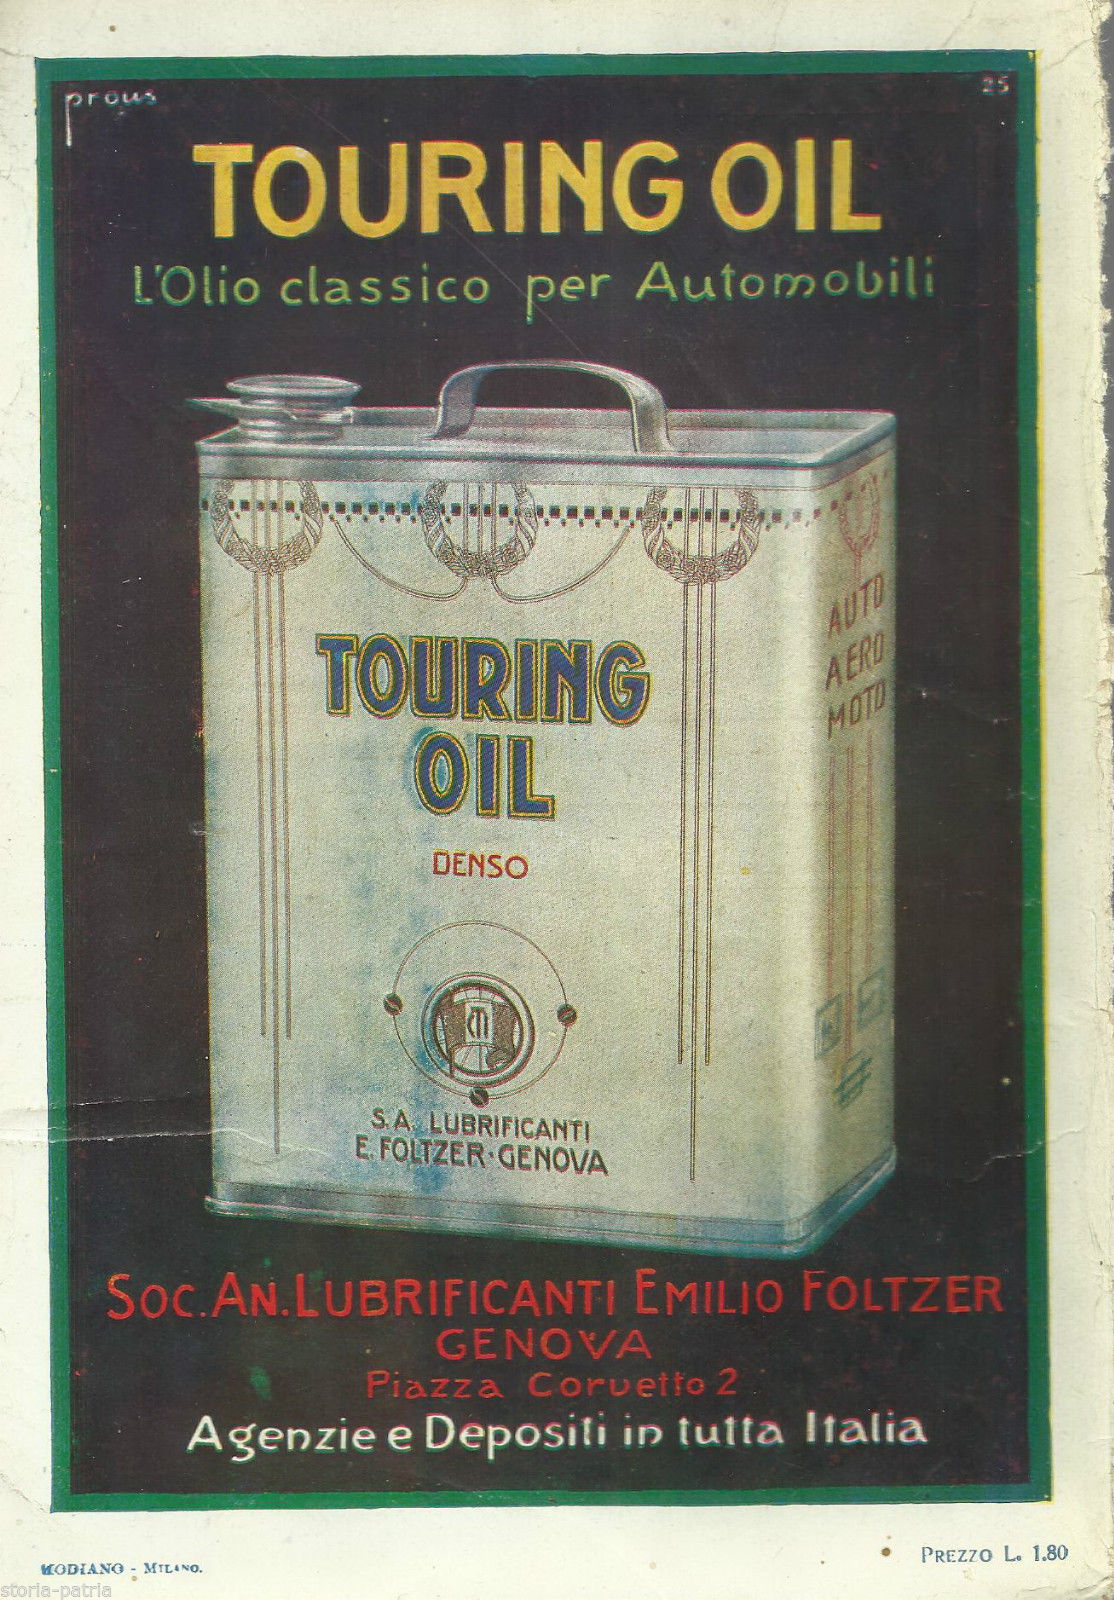 prous
25
TOURING OIL
L'Olio classico per Automobili
AUTO
AERO
MOTO
TOURING
OIL
DENSO
S.A. LUBRIFICANTI
E. FOLTZER·GENOVA
SOC. AN. LUBRIFICANTI EMILIO FOLTZER
GENOVA
Piazza Corvetto 2
Agenzie e Depositi in tutta Italia
MODIANO - MILANO.
PREZZO L. 1.80
storia-patria